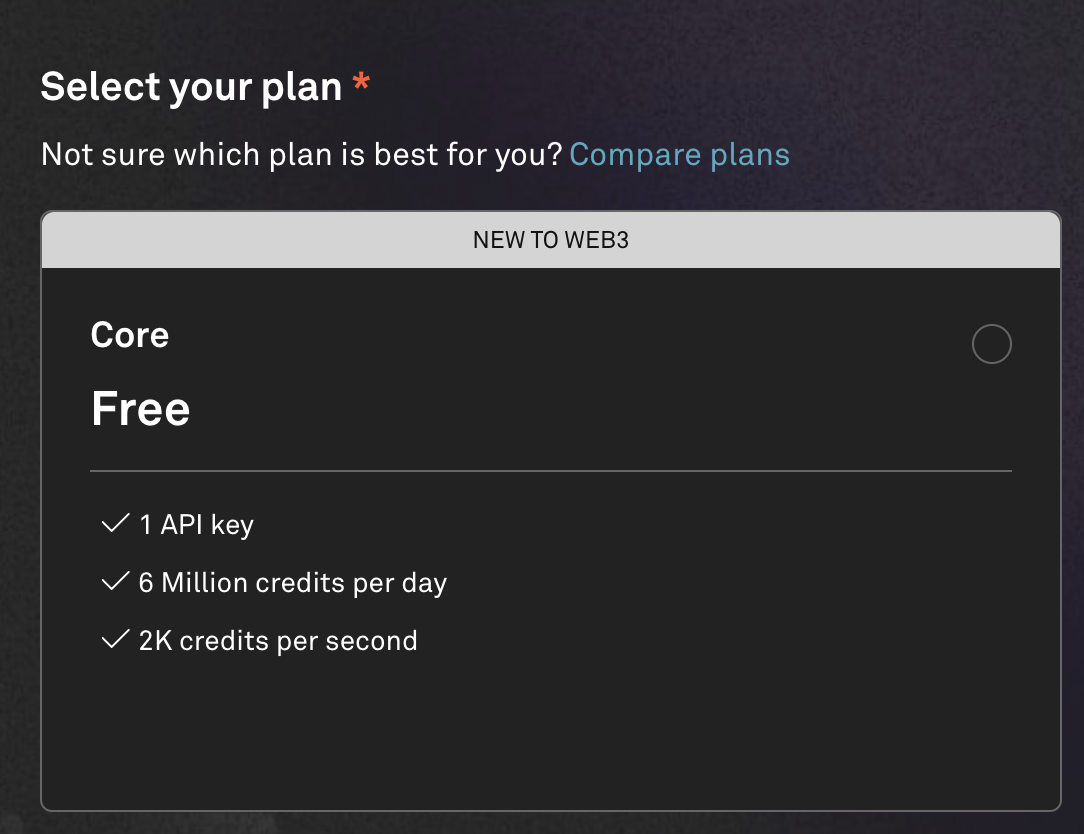 Select your plan *
Not sure which plan is best for you? Compare plans
NEW TO WEB3
Core
Free
1 API key
6 Million credits per day
2K credits per second